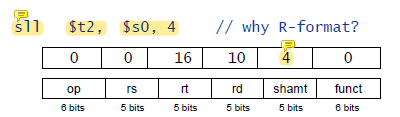 sll $t2, $s0, 4 // why R-format?
0 0 16 10 4 0
op rs rt rd shamt funct
6 bits 5 bits 5 bits 5 bits 5 bits 6 bits